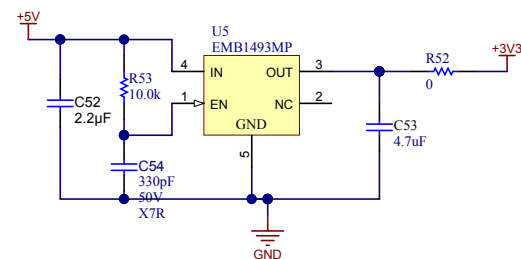 +5V
U5
EMB1493MP
R52
+3V3
4
IN
OUT
3
0
R53
10.0k
1
EN
NC
2
C52
2.2µF
GND
C53
4.7uF
5
C54
330pF
50V
X7R
GND